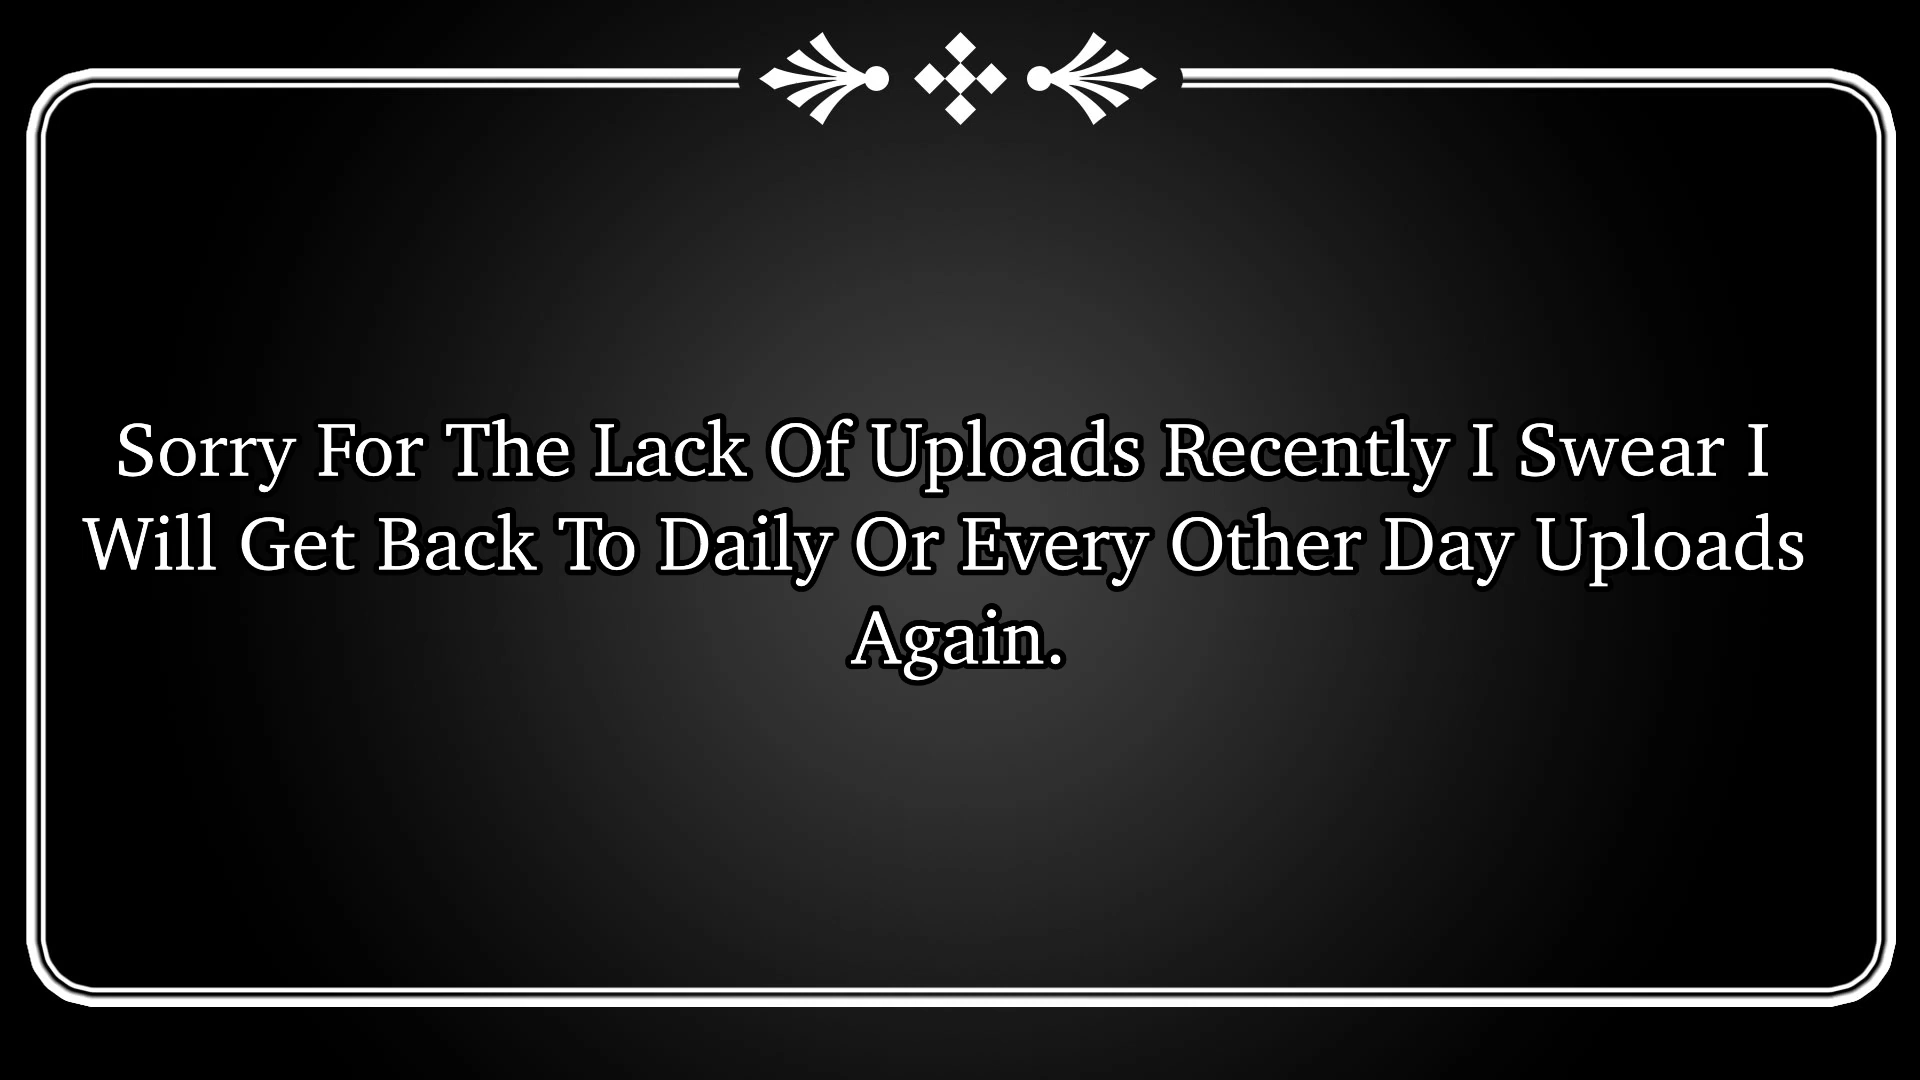 Sorry For The Lack Of Uploads Recently I Swear I
Will Get Back To Daily Or Every Other Day Uploads
Again.